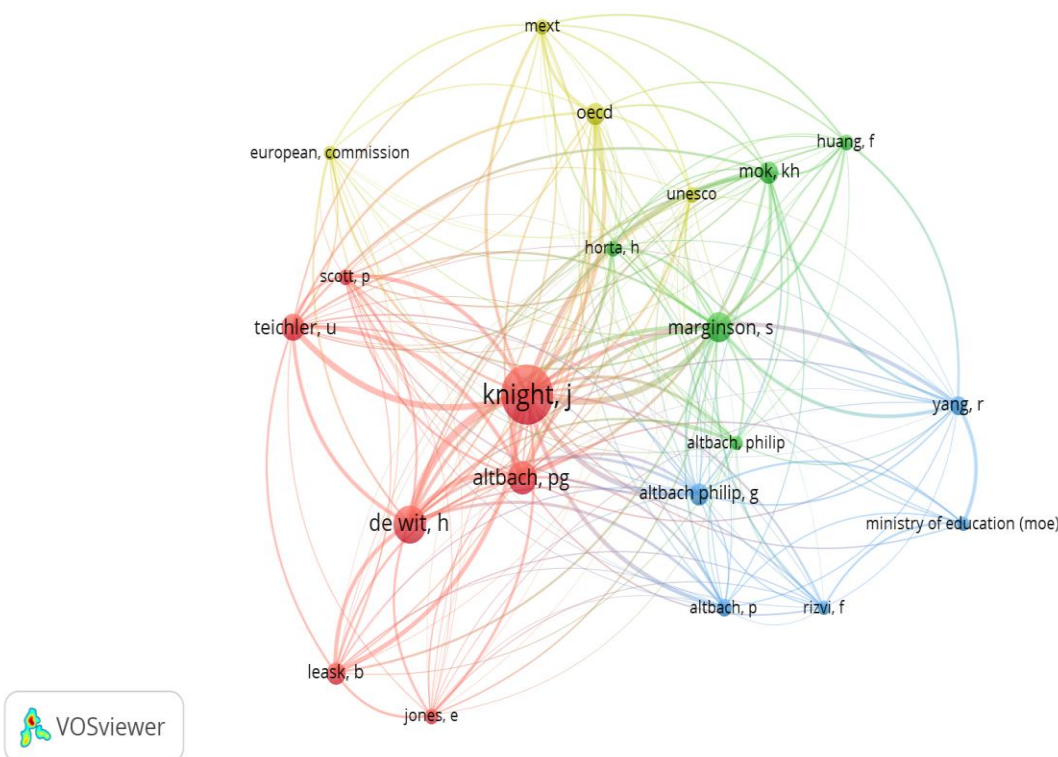 mext
oecd
huang, f
european, commission
mok, kh
unesco
horta, h
scott, p
teichler, u
marginson, s
knight, j
yang, r
altbach, philip
altbach, pg
altbach philip, g
de wit, h
ministry of education (moe)
altbach, p
rizvi, f
leask, b
jones, e
VOSviewer